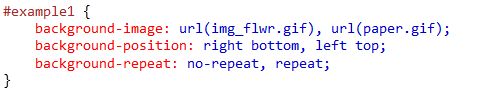 #example1 {
    background-image: url(img_flwr.gif), url(paper.gif);
    background-position: right bottom, left top;
    background-repeat: no-repeat, repeat;
}